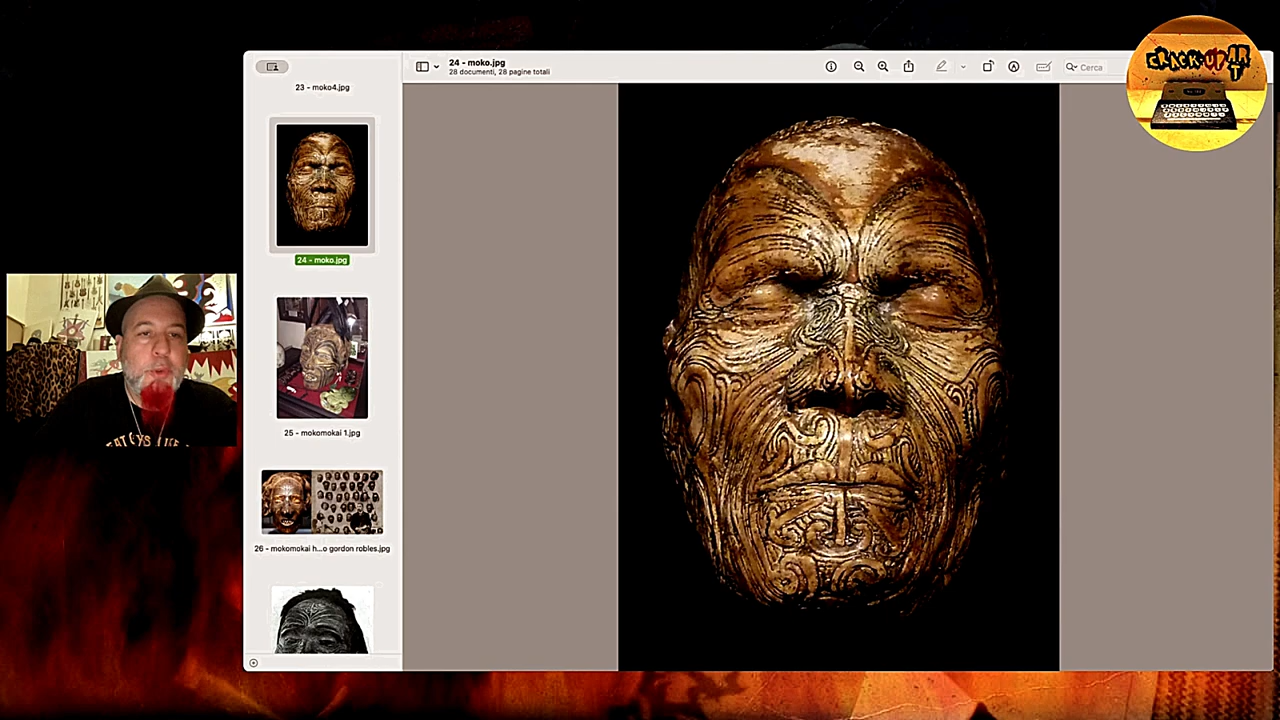 23 - moko4.jpg
24 - moko.jpg
25 - mokomokai 1.jpg
26 - mokomokai h...o gordon robles.jpg
24 - moko.jpg
28 documenti, 28 pagine totali
Cerca
CRACK-UP